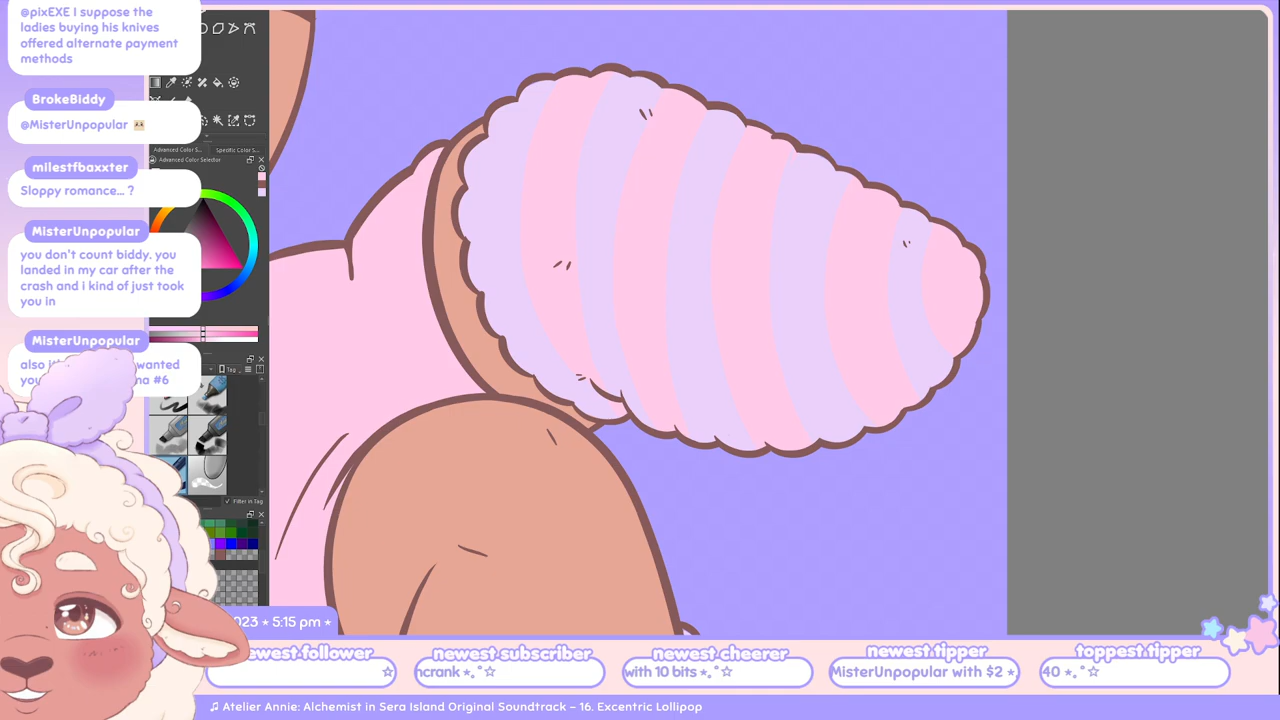 @pixEXE I suppose the
ladies buying his knives
offered alternate payment
methods
BrokeBiddy
@MisterUnpopular
milestfbaxxter
Sloppy romance... ?
MisterUnpopular
you don't count biddy. you
landed in my car after the
crash and i kind of just took
you in
MisterUnpopular
also wanted
#6
Advanced Color S...
Specific Color S...
Advanced Color Selector
Tag
Filter in Tag
023 ⋆ 5:15 pm ⋆
newest subscriber
newest cheerer
newest tipper
toppest tipper
ncrank ⋆｡˚☆
with 10 bits ⋆｡˚☆
MisterUnpopular with $2 ⋆
40 ⋆｡˚☆
♫ Atelier Annie: Alchemist in Sera Island Original Soundtrack – 16. Excentric Lollipop